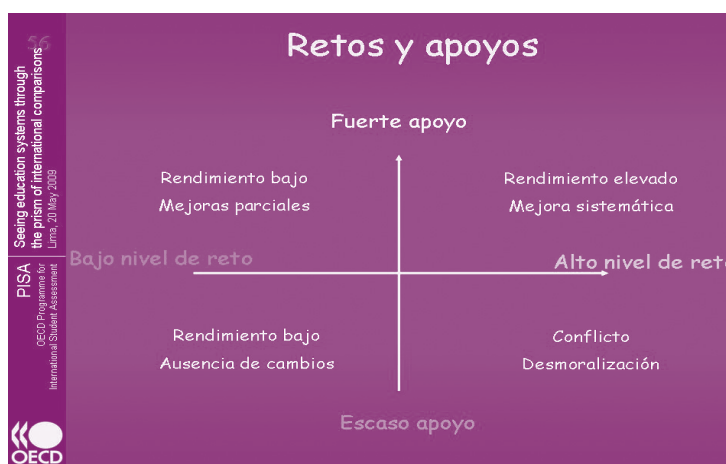 56
Retos y apoyos
Seeing education systems through
the prism of international comparisons
Lima, 20 May 2009
PISA
OECD Programme for
International Student Assessment
OECD
Fuerte apoyo
Rendimiento bajo
Mejoras parciales
Rendimiento elevado
Mejora sistemática
Bajo nivel de reto
Alto nivel de reto
Rendimiento bajo
Ausencia de cambios
Conflicto
Desmoralización
Escaso apoyo